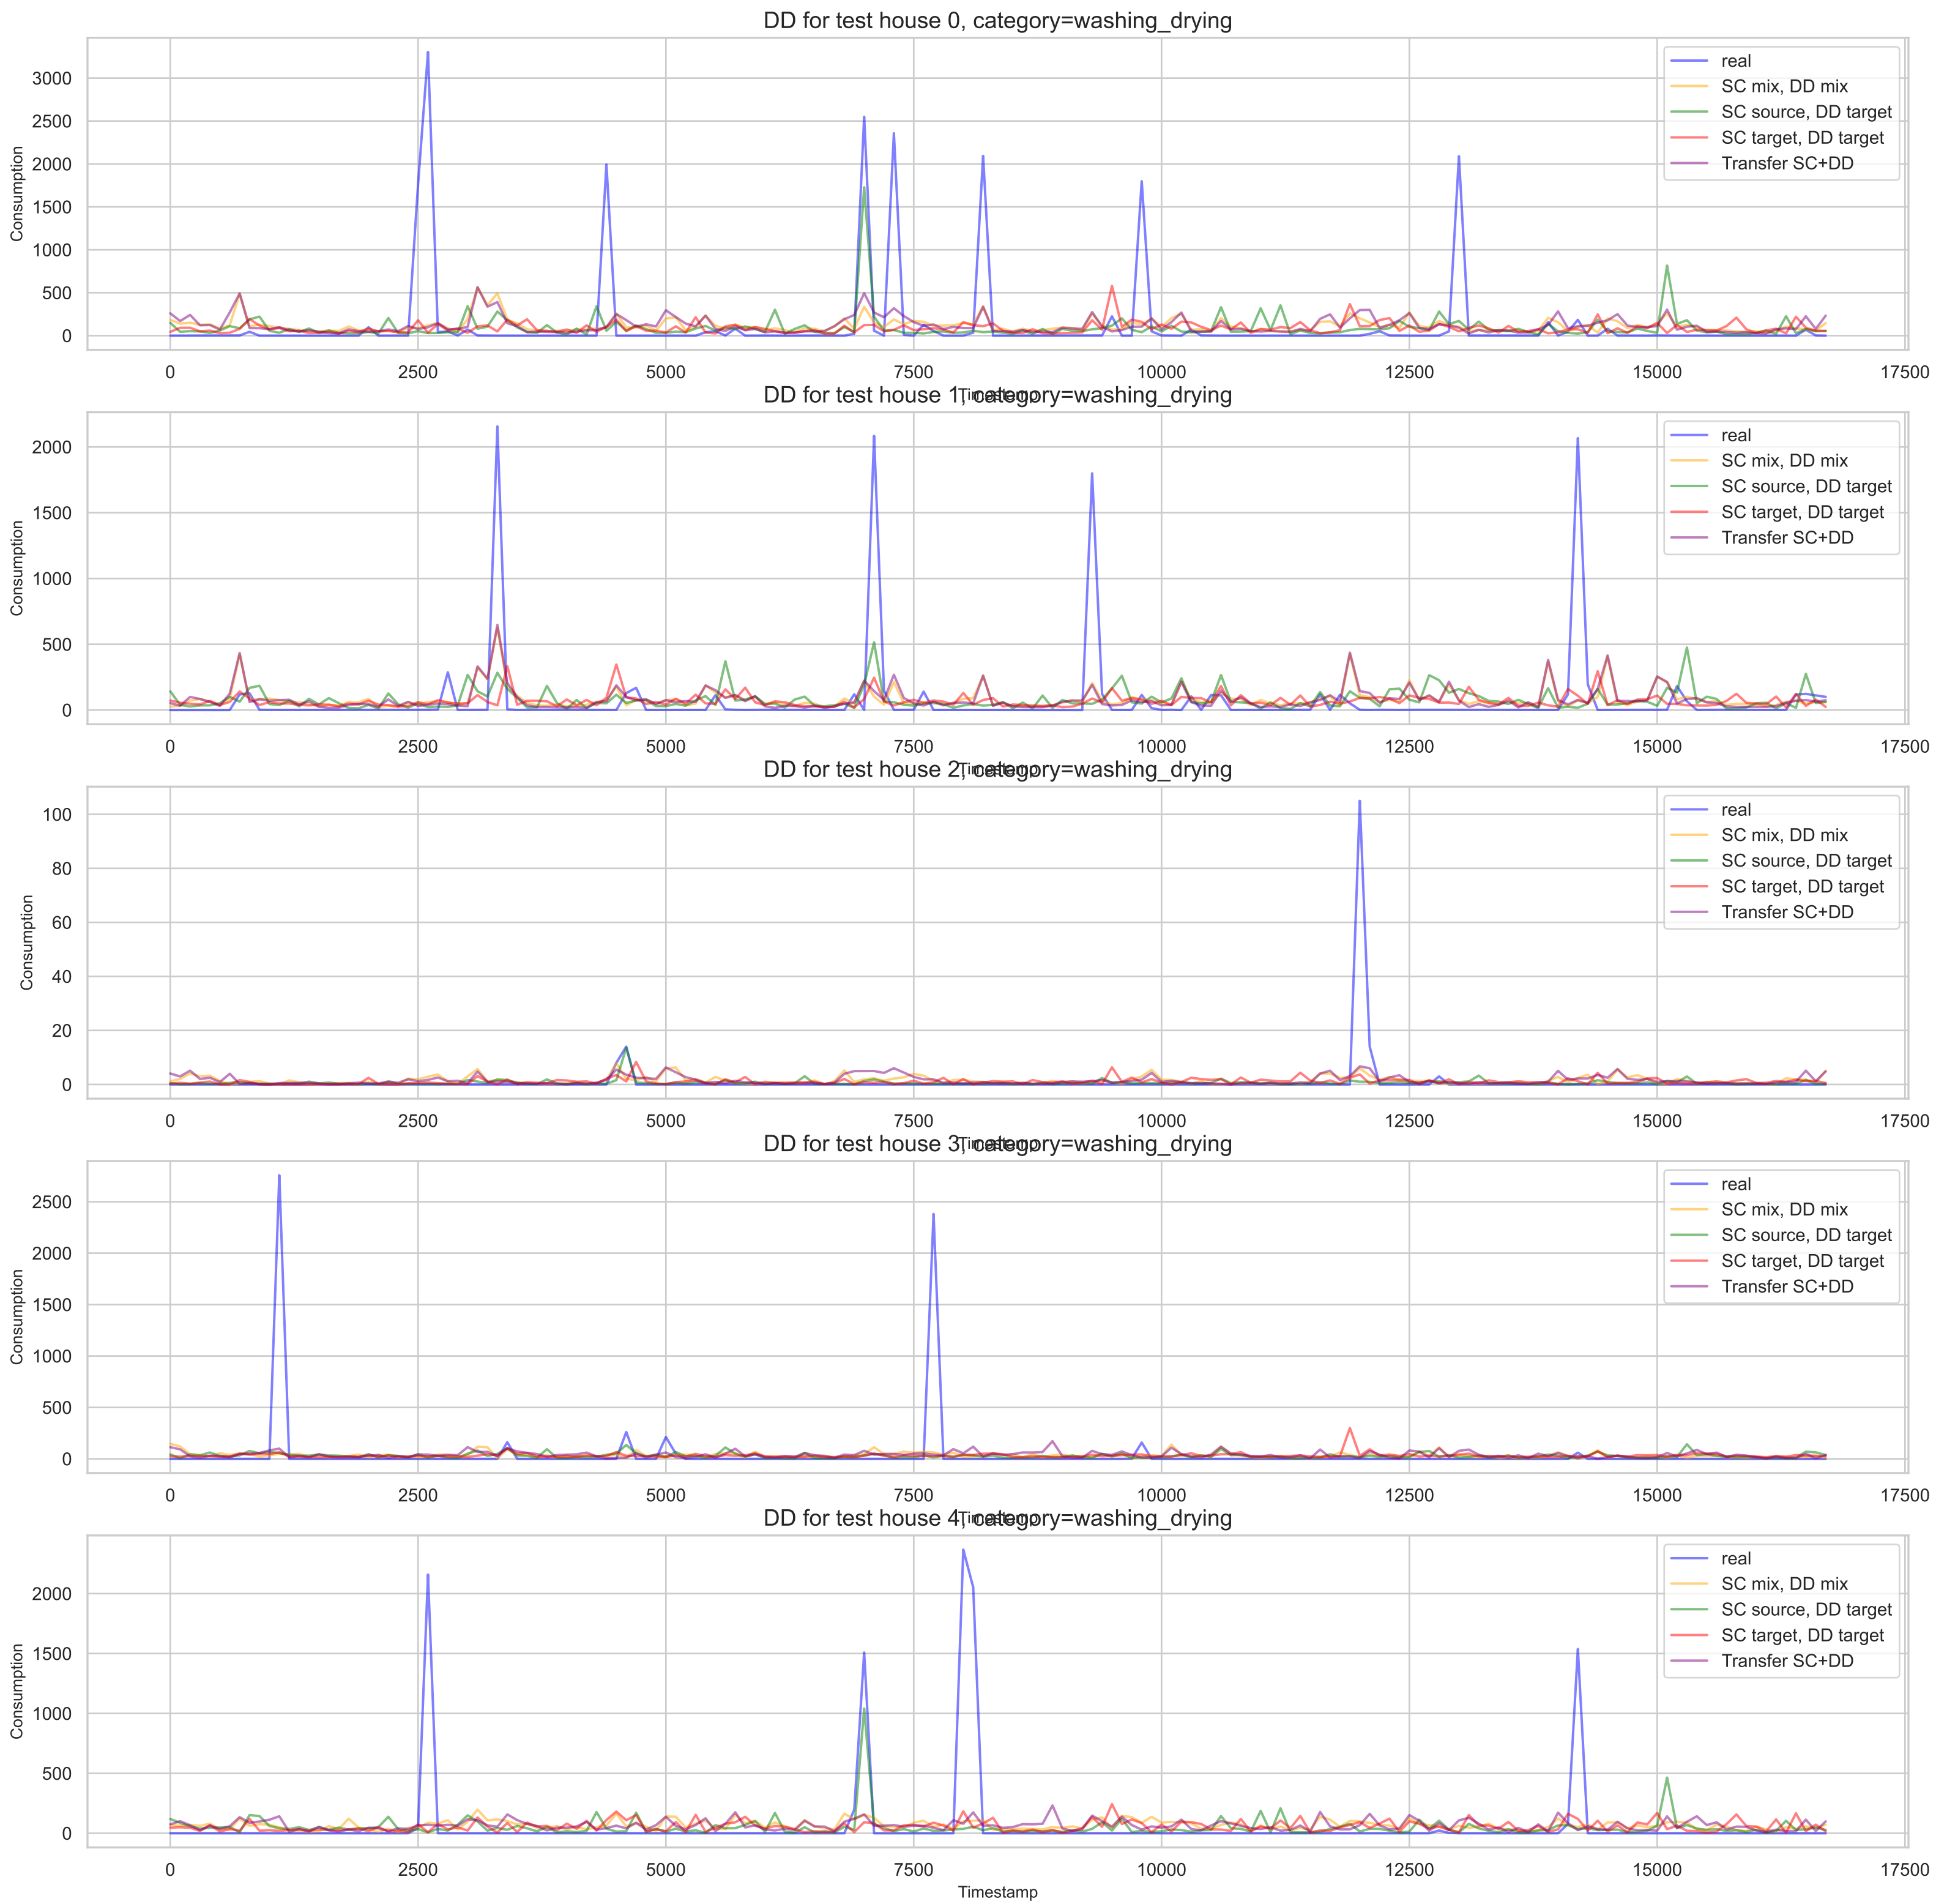 DD for test house 0, category=washing_drying
Consumption
3000
2500
2000
1500
1000
500
0
real
SC mix, DD mix
SC source, DD target
SC target, DD target
Transfer SC+DD
0 2500 5000 7500 10000 12500 15000 17500
Timestamp
DD for test house 1, category=washing_drying
Consumption
2000
1500
1000
500
0
real
SC mix, DD mix
SC source, DD target
SC target, DD target
Transfer SC+DD
0 2500 5000 7500 10000 12500 15000 17500
Timestamp
DD for test house 2, category=washing_drying
Consumption
100
80
60
40
20
0
real
SC mix, DD mix
SC source, DD target
SC target, DD target
Transfer SC+DD
0 2500 5000 7500 10000 12500 15000 17500
Timestamp
DD for test house 3, category=washing_drying
Consumption
2500
2000
1500
1000
500
0
real
SC mix, DD mix
SC source, DD target
SC target, DD target
Transfer SC+DD
0 2500 5000 7500 10000 12500 15000 17500
Timestamp
DD for test house 4, category=washing_drying
Consumption
2000
1500
1000
500
0
real
SC mix, DD mix
SC source, DD target
SC target, DD target
Transfer SC+DD
0 2500 5000 7500 10000 12500 15000 17500
Timestamp